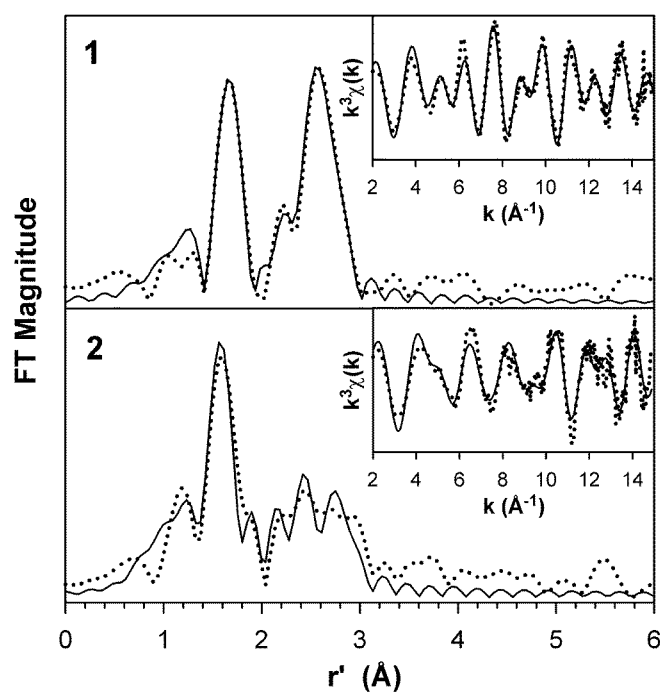 1
k³χ(k)
2 4 6 8 10 12 14
k (Å⁻¹)
FT Magnitude
2
k³χ(k)
2 4 6 8 10 12 14
k (Å⁻¹)
0 1 2 3 4 5 6
r' (Å)